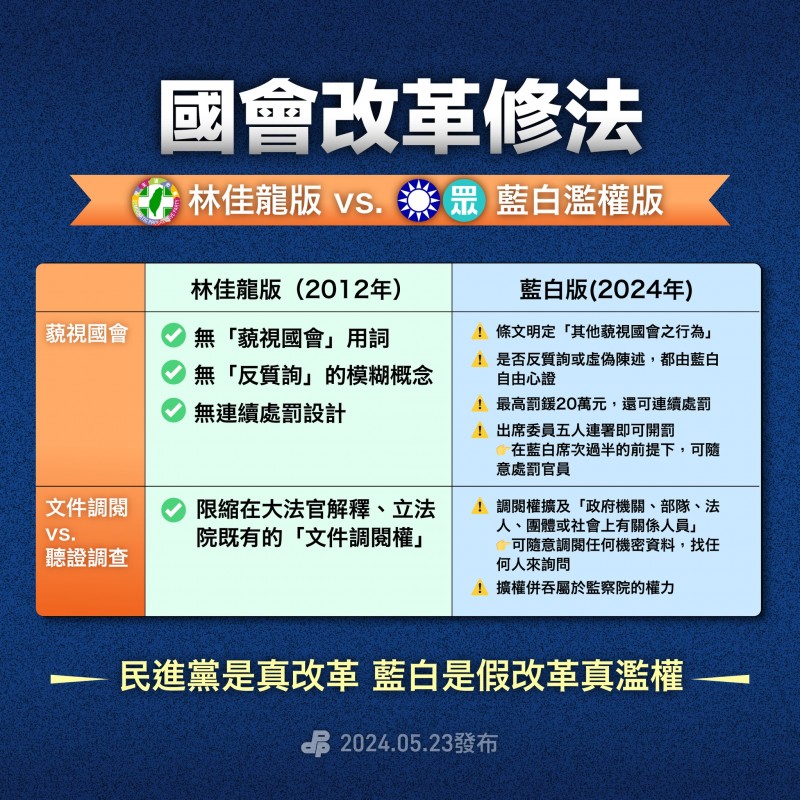 國會改革修法
林佳龍版 vs. 眾 藍白濫權版
林佳龍版（2012年）
藍白版(2024年)
藐視國會
無「藐視國會」用詞
無「反質詢」的模糊概念
無連續處罰設計
條文明定「其他藐視國會之行為」
是否反質詢或虛偽陳述，都由藍白
自由心證
最高罰鍰20萬元，還可連續處罰
出席委員五人連署即可開罰
👉在藍白席次過半的前提下，可隨
意處罰官員
文件調閱
vs.
聽證調查
限縮在大法官解釋、立法
院既有的「文件調閱權」
調閱權擴及「政府機關、部隊、法
人、團體或社會上有關係人員」
👉可隨意調閱任何機密資料，找任
何人來詢問
擴權併吞屬於監察院的權力
民進黨是真改革 藍白是假改革真濫權
2024.05.23發布